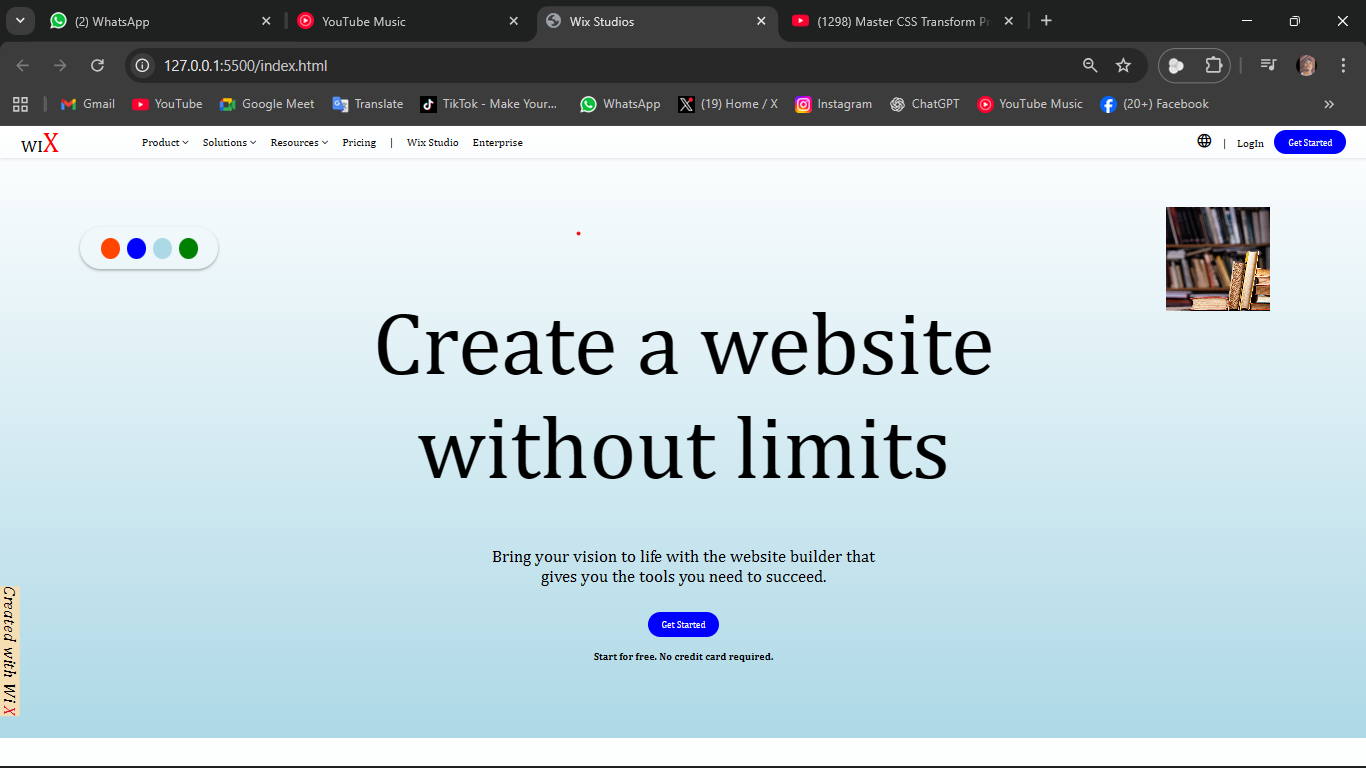 (2) WhatsApp
YouTube Music
Wix Studios
(1298) Master CSS Transform Pr
127.0.0.1:5500/index.html
Gmail
YouTube
Google Meet
Translate
TikTok - Make Your...
WhatsApp
(19) Home / X
Instagram
ChatGPT
YouTube Music
(20+) Facebook
WIX
Product
Solutions
Resources
Pricing
|
Wix Studio
Enterprise
|
LogIn
Get Started
Create a website
without limits
Bring your vision to life with the website builder that
gives you the tools you need to succeed.
Get Started
Start for free. No credit card required.
Created with WiX